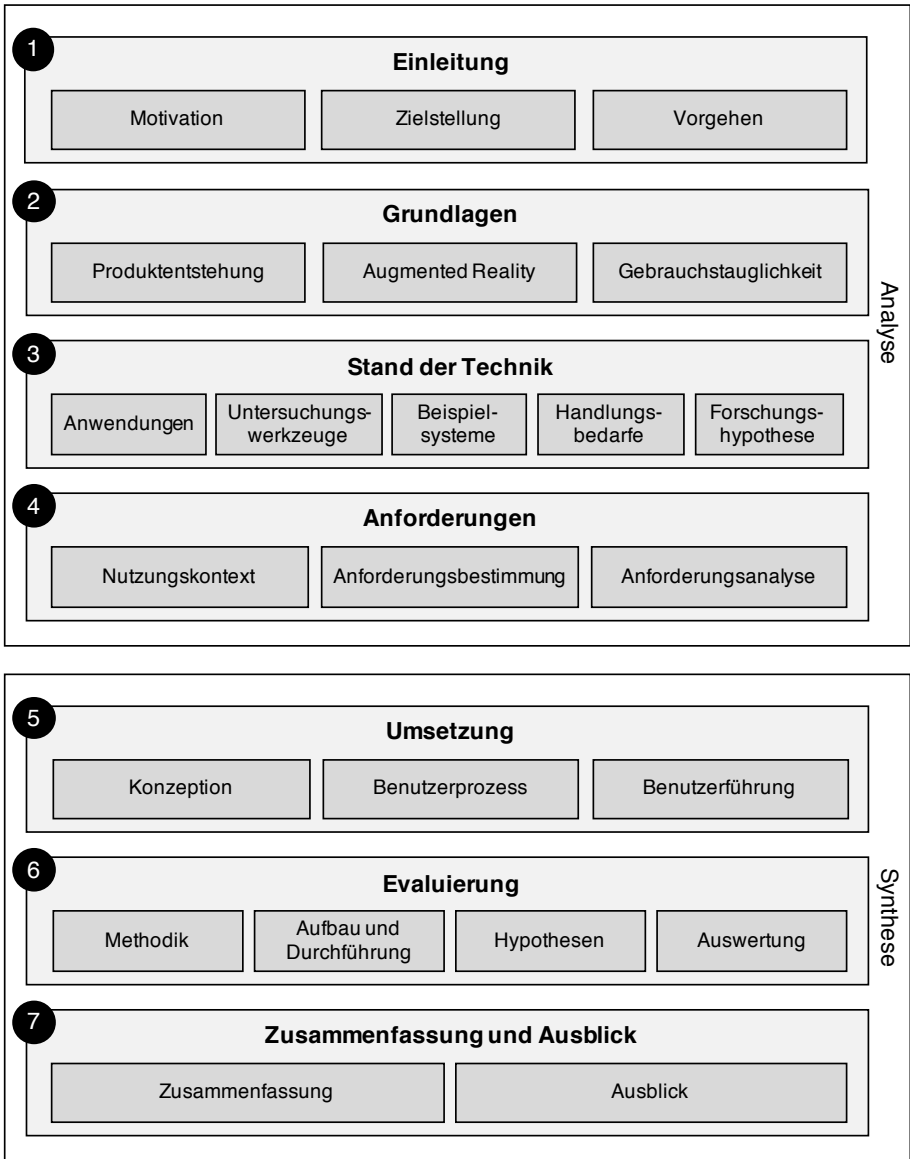 1
Einleitung
Motivation
Zielstellung
Vorgehen
2
Grundlagen
Produktentstehung
Augmented Reality
Gebrauchstauglichkeit
3
Stand der Technik
Anwendungen
Untersuchungs-
werkzeuge
Beispiel-
systeme
Handlungs-
bedarfe
Forschungs-
hypothese
4
Anforderungen
Nutzungskontext
Anforderungsbestimmung
Anforderungsanalyse
Analyse
5
Umsetzung
Konzeption
Benutzerprozess
Benutzerführung
6
Evaluierung
Methodik
Aufbau und
Durchführung
Hypothesen
Auswertung
7
Zusammenfassung und Ausblick
Zusammenfassung
Ausblick
Synthese